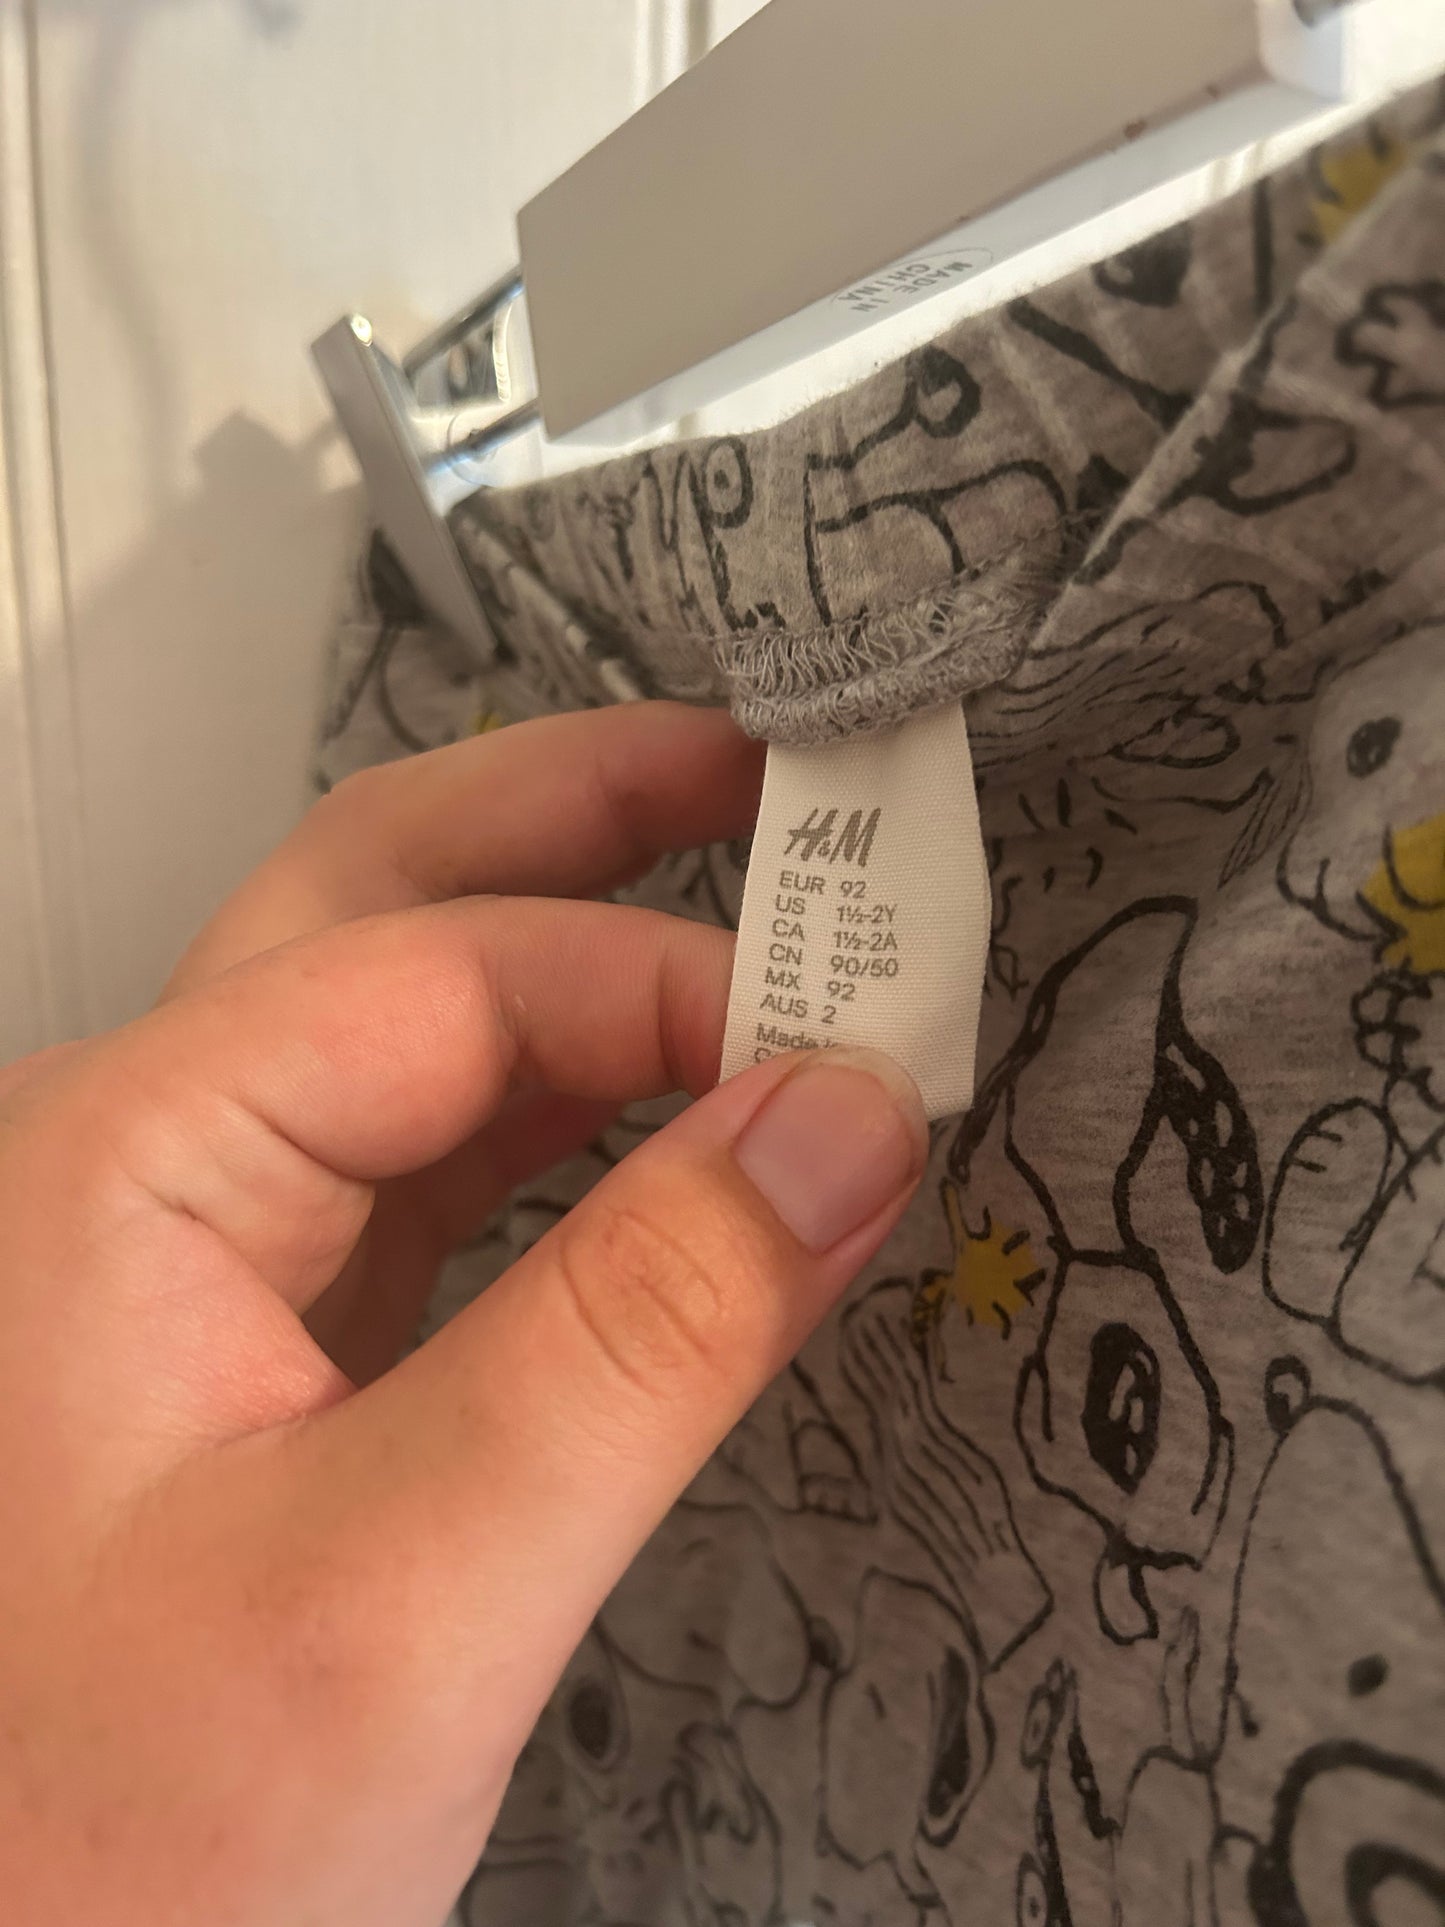 MADE IN
CHINA
H&M
EUR 92
US 1½-2Y
CA 1½-2A
CN 90/50
MX 92
AUS 2
Made